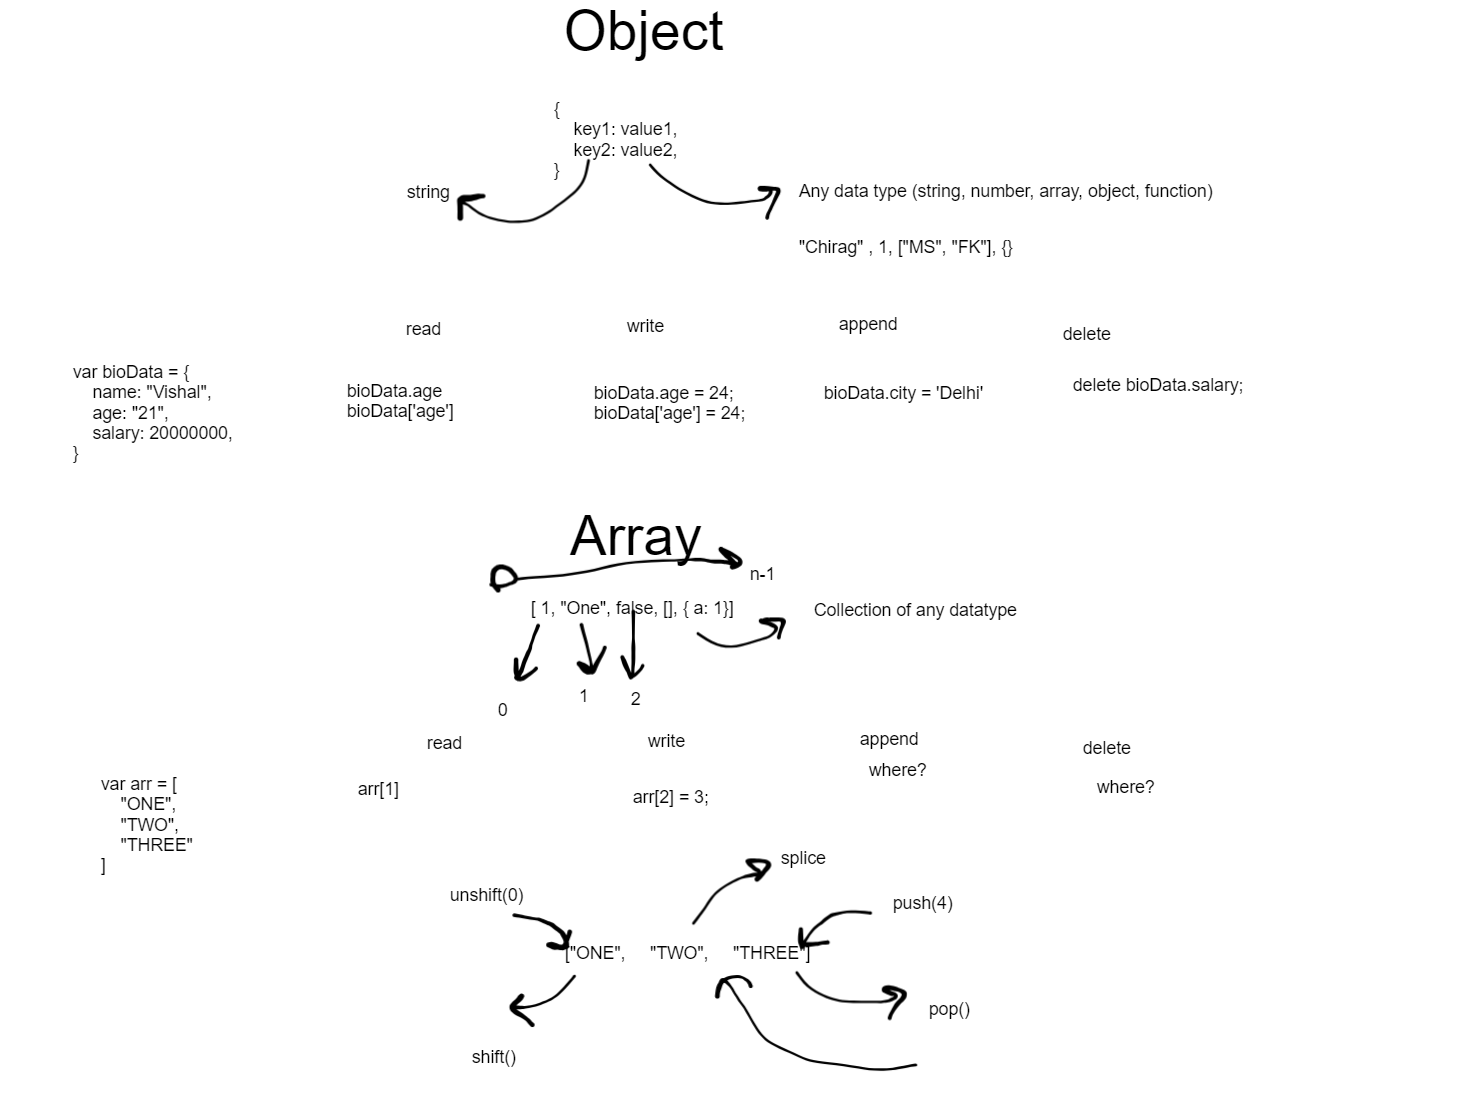 Object
{
key1: value1,
key2: value2,
}
string
Any data type (string, number, array, object, function)
"Chirag" , 1, ["MS", "FK"], {}
read
write
append
delete
var bioData = {
name: "Vishal",
age: "21",
salary: 20000000,
}
bioData.age
bioData['age']
bioData.age = 24;
bioData['age'] = 24;
bioData.city = 'Delhi'
delete bioData.salary;
Array
n-1
[ 1, "One", false, [], { a: 1}]
Collection of any datatype
0
1
2
read
write
append
where?
delete
where?
var arr = [
"ONE",
"TWO",
"THREE"
]
arr[1]
arr[2] = 3;
splice
unshift(0)
push(4)
["ONE", "TWO", "THREE"]
pop()
shift()